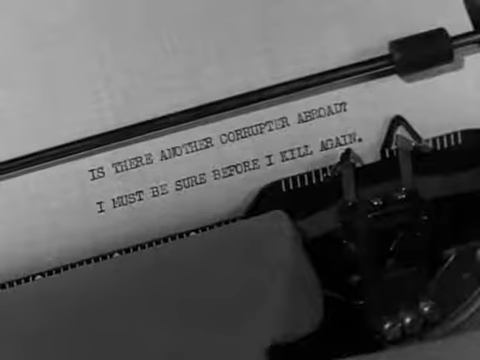 IS THERE ANOTHER CORRUPTER ABROAD?
I MUST BE SURE BEFORE I KILL AGAIN.